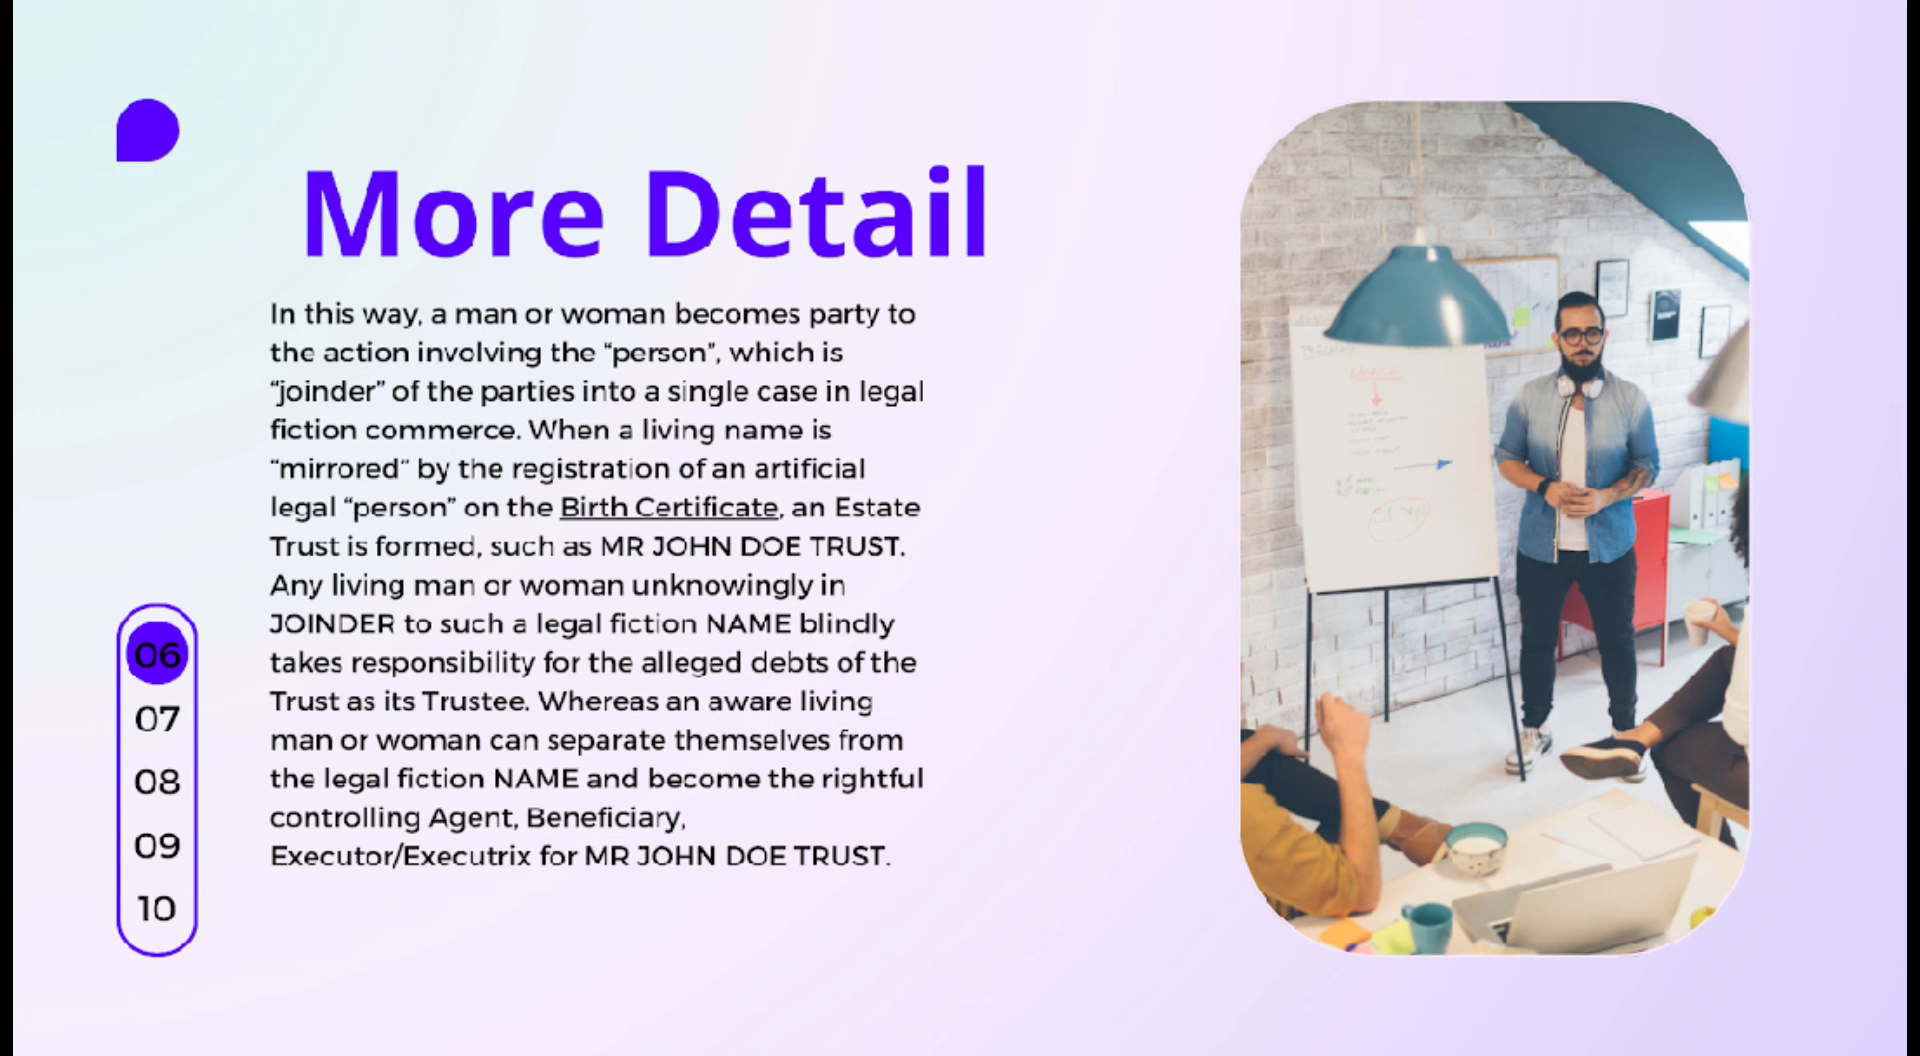 More Detail
In this way, a man or woman becomes party to
the action involving the “person”, which is
“joinder” of the parties into a single case in legal
fiction commerce. When a living name is
“mirrored” by the registration of an artificial
legal “person” on the Birth Certificate, an Estate
Trust is formed, such as MR JOHN DOE TRUST.
Any living man or woman unknowingly in
JOINDER to such a legal fiction NAME blindly
takes responsibility for the alleged debts of the
Trust as its Trustee. Whereas an aware living
man or woman can separate themselves from
the legal fiction NAME and become the rightful
controlling Agent, Beneficiary,
Executor/Executrix for MR JOHN DOE TRUST.
06
07
08
09
10